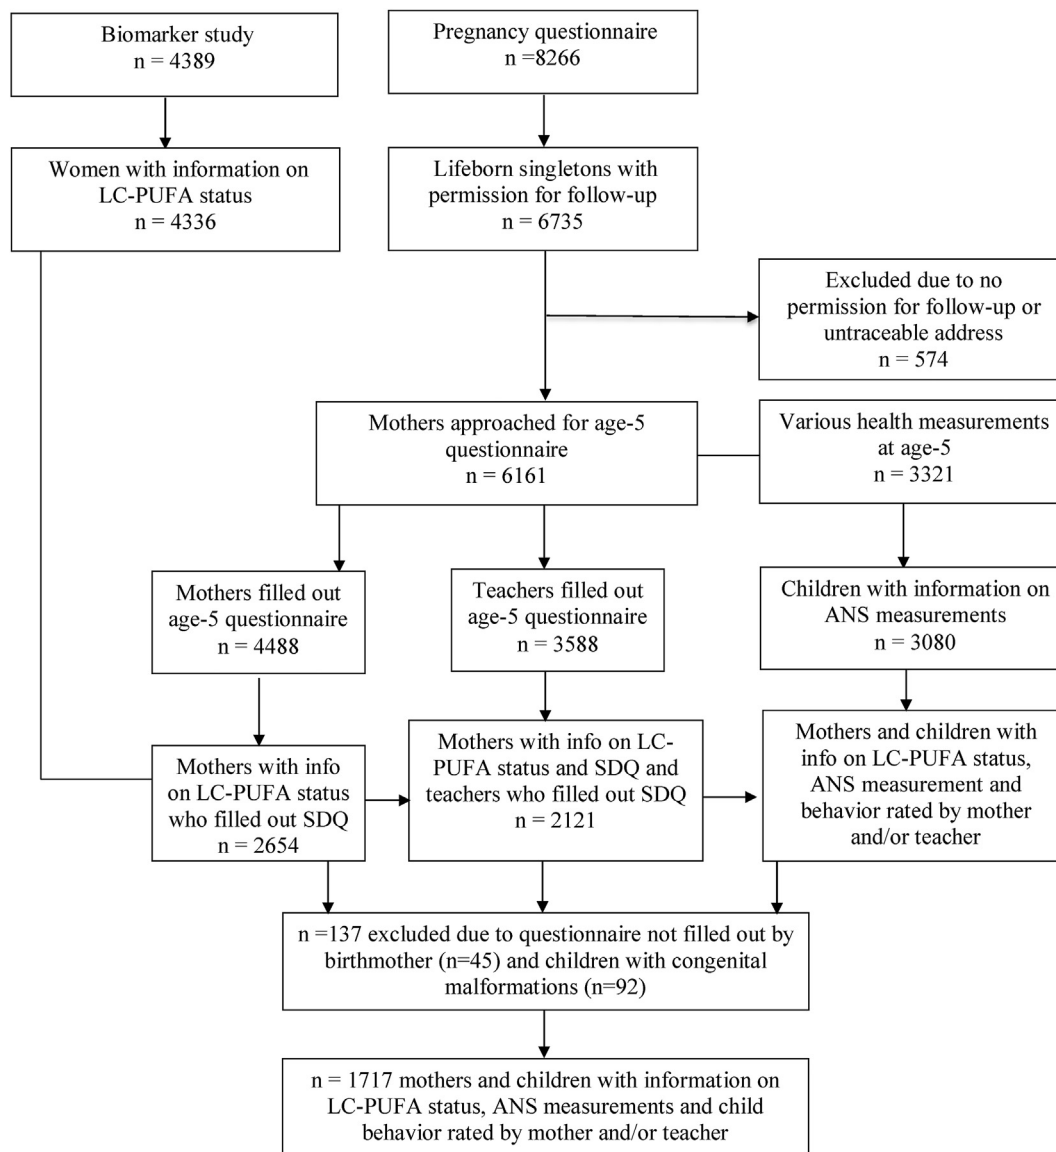 Biomarker study
n = 4389
Pregnancy questionnaire
n =8266
Women with information on
LC-PUFA status
n = 4336
Lifeborn singletons with
permission for follow-up
n = 6735
Excluded due to no
permission for follow-up or
untraceable address
n = 574
Mothers approached for age-5
questionnaire
n = 6161
Various health measurements
at age-5
n = 3321
Mothers filled out
age-5 questionnaire
n = 4488
Teachers filled out
age-5 questionnaire
n = 3588
Children with information on
ANS measurements
n = 3080
Mothers with info
on LC-PUFA status
who filled out SDQ
n = 2654
Mothers with info on LC-
PUFA status and SDQ and
teachers who filled out SDQ
n = 2121
Mothers and children with
info on LC-PUFA status,
ANS measurement and
behavior rated by mother
and/or teacher
n =137 excluded due to questionnaire not filled out by
birthmother (n=45) and children with congenital
malformations (n=92)
n = 1717 mothers and children with information on
LC-PUFA status, ANS measurements and child
behavior rated by mother and/or teacher